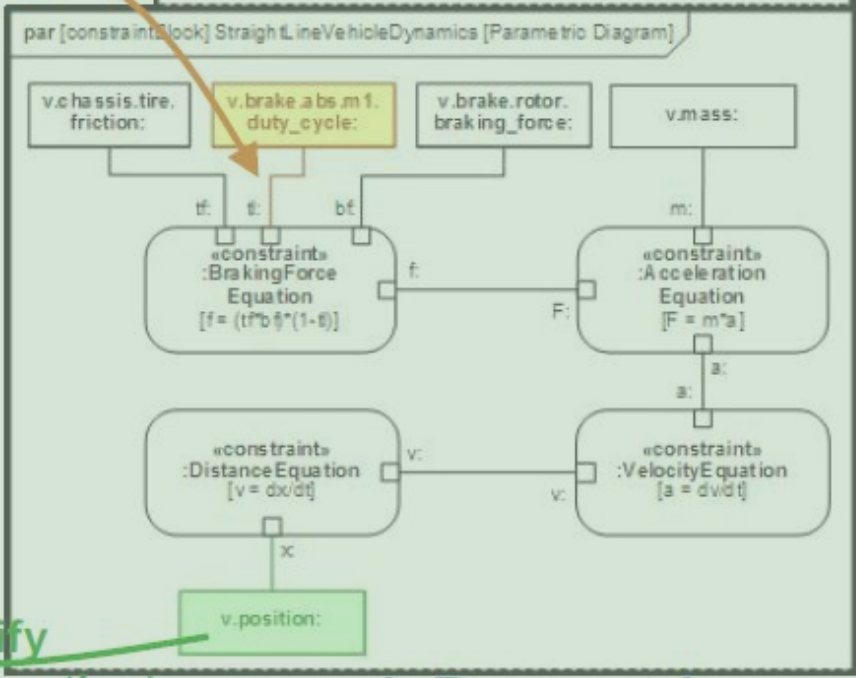 par [constraintBlock] StraightLineVehicleDynamics [Parametric Diagram]
v.chassis.tire.
friction:
v.brake.abs.m1.
duty_cycle:
v.brake.rotor.
braking_force:
v.mass:
tf:
tl:
bf:
m:
«constraint»
:BrakingForce
Equation
[f = (tf*bf)*(1-tl)]
f:
F:
«constraint»
:Acceleration
Equation
[F = m*a]
a:
a:
«constraint»
:DistanceEquation
[v = dx/dt]
v:
v:
«constraint»
:VelocityEquation
[a = dv/dt]
x:
v.position:
ify